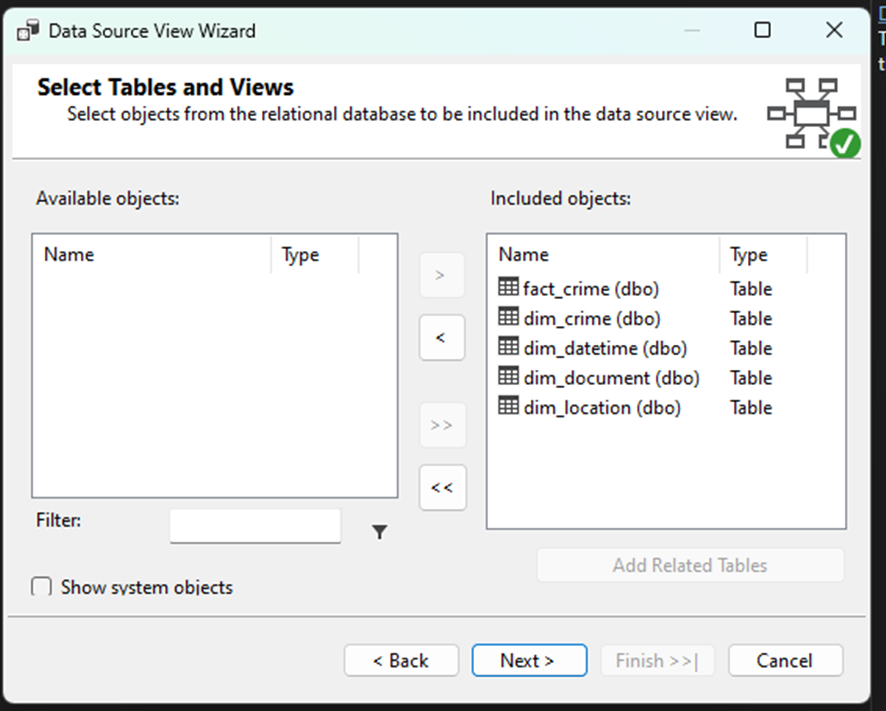 Data Source View Wizard
Select Tables and Views
Select objects from the relational database to be included in the data source view.
Available objects:
Included objects:
Name Type
Name Type
fact_crime (dbo) Table
dim_crime (dbo) Table
dim_datetime (dbo) Table
dim_document (dbo) Table
dim_location (dbo) Table
>
<
>>
<<
Filter:
Add Related Tables
Show system objects
< Back Next > Finish >>| Cancel